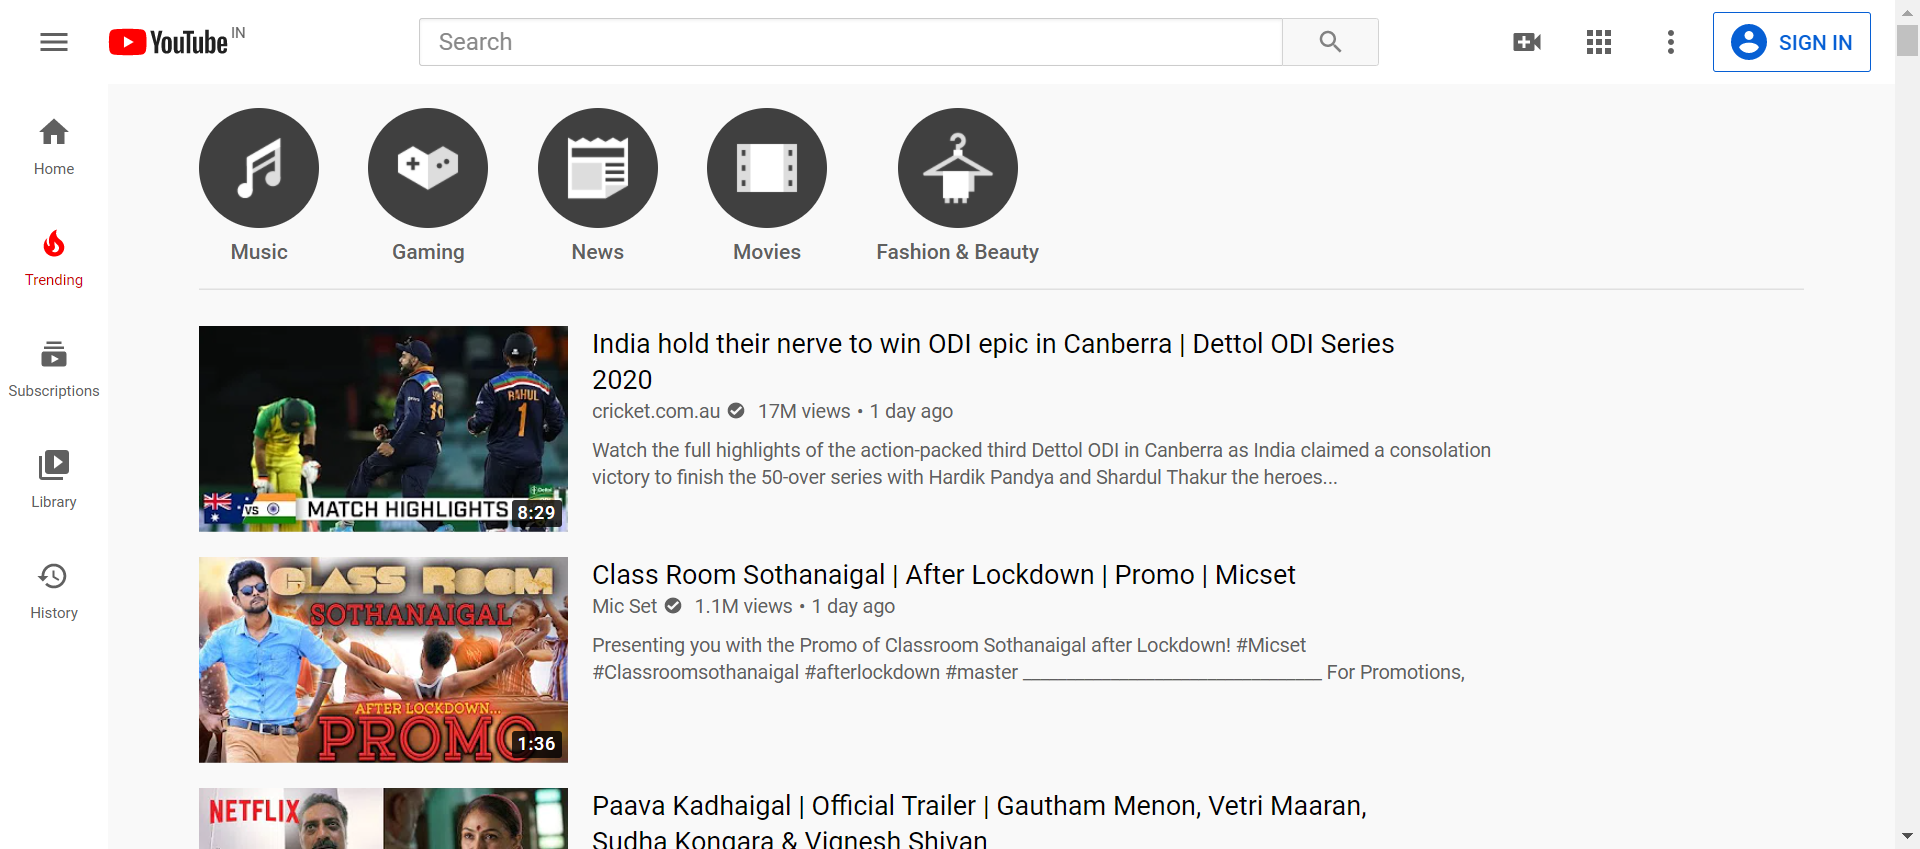 YouTube IN
Search
SIGN IN
Home
Trending
Subscriptions
Library
History
Music
Gaming
News
Movies
Fashion & Beauty
RAHUL
1
VS
MATCH HIGHLIGHTS
8:29
India hold their nerve to win ODI epic in Canberra | Dettol ODI Series
2020
cricket.com.au 17M views • 1 day ago
Watch the full highlights of the action-packed third Dettol ODI in Canberra as India claimed a consolation
victory to finish the 50-over series with Hardik Pandya and Shardul Thakur the heroes...
CLASS ROOM
SOTHANAIGAL
AFTER LOCKDOWN...
PROMO
1:36
Class Room Sothanaigal | After Lockdown | Promo | Micset
Mic Set 1.1M views • 1 day ago
Presenting you with the Promo of Classroom Sothanaigal after Lockdown! #Micset
#Classroomsothanaigal #afterlockdown #master ______________________________ For Promotions,
NETFLIX
Paava Kadhaigal | Official Trailer | Gautham Menon, Vetri Maaran,
Sudha Kongara & Vignesh Shivan